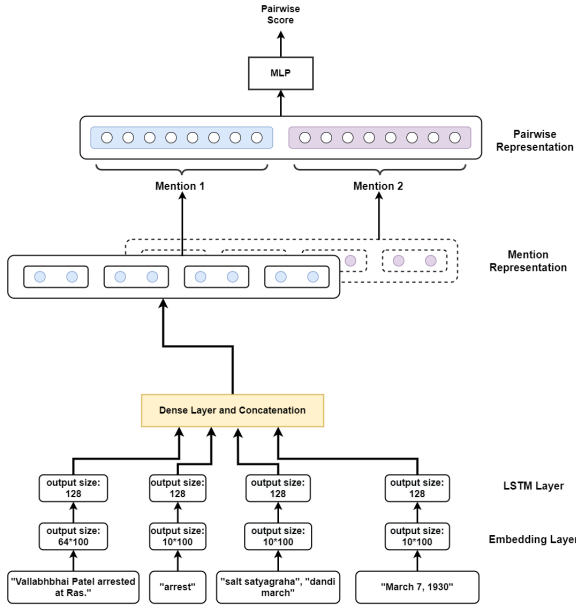 Pairwise
Score
MLP
Pairwise
Representation
Mention 1
Mention 2
Mention
Representation
Dense Layer and Concatenation
output size:
128
output size:
128
output size:
128
output size:
128
LSTM Layer
output size:
64*100
output size:
10*100
output size:
10*100
output size:
10*100
Embedding Layer
"Vallabhbhai Patel arrested
at Ras."
"arrest"
"salt satyagraha", "dandi
march"
"March 7, 1930"